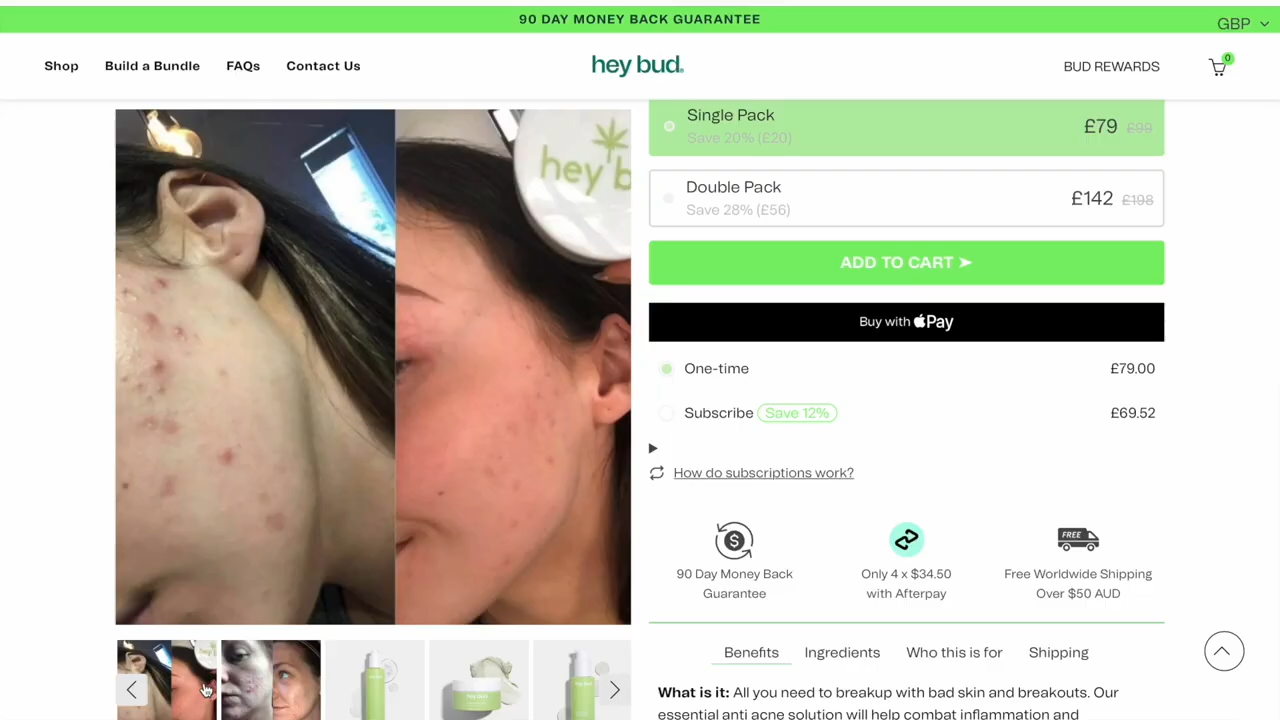 90 DAY MONEY BACK GUARANTEE
GBP
Shop
Build a Bundle
FAQs
Contact Us
hey bud.
BUD REWARDS
0
hey b
Single Pack
Save 20% (£20)
£79 £99
Double Pack
Save 28% (£56)
£142 £198
ADD TO CART ➤
Buy with Pay
One-time
£79.00
Subscribe
Save 12%
£69.52
How do subscriptions work?
90 Day Money Back
Guarantee
Only 4 x $34.50
with Afterpay
FREE
Free Worldwide Shipping
Over $50 AUD
Benefits
Ingredients
Who this is for
Shipping
What is it: All you need to breakup with bad skin and breakouts. Our
essential anti acne solution will help combat inflammation and